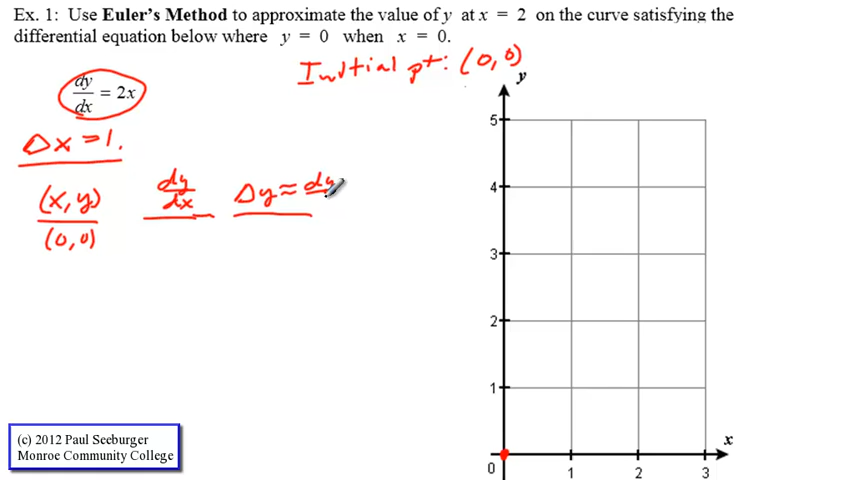 Ex. 1: Use Euler's Method to approximate the value of y at x = 2 on the curve satisfying the
differential equation below where y = 0 when x = 0.
Initial pt: (0, 0)
dy/dx = 2x
Δx = 1.
(x, y) dy/dx Δy ≈ dy
(0, 0)
y
5
4
3
2
1
0 1 2 3
x
(c) 2012 Paul Seeburger
Monroe Community College